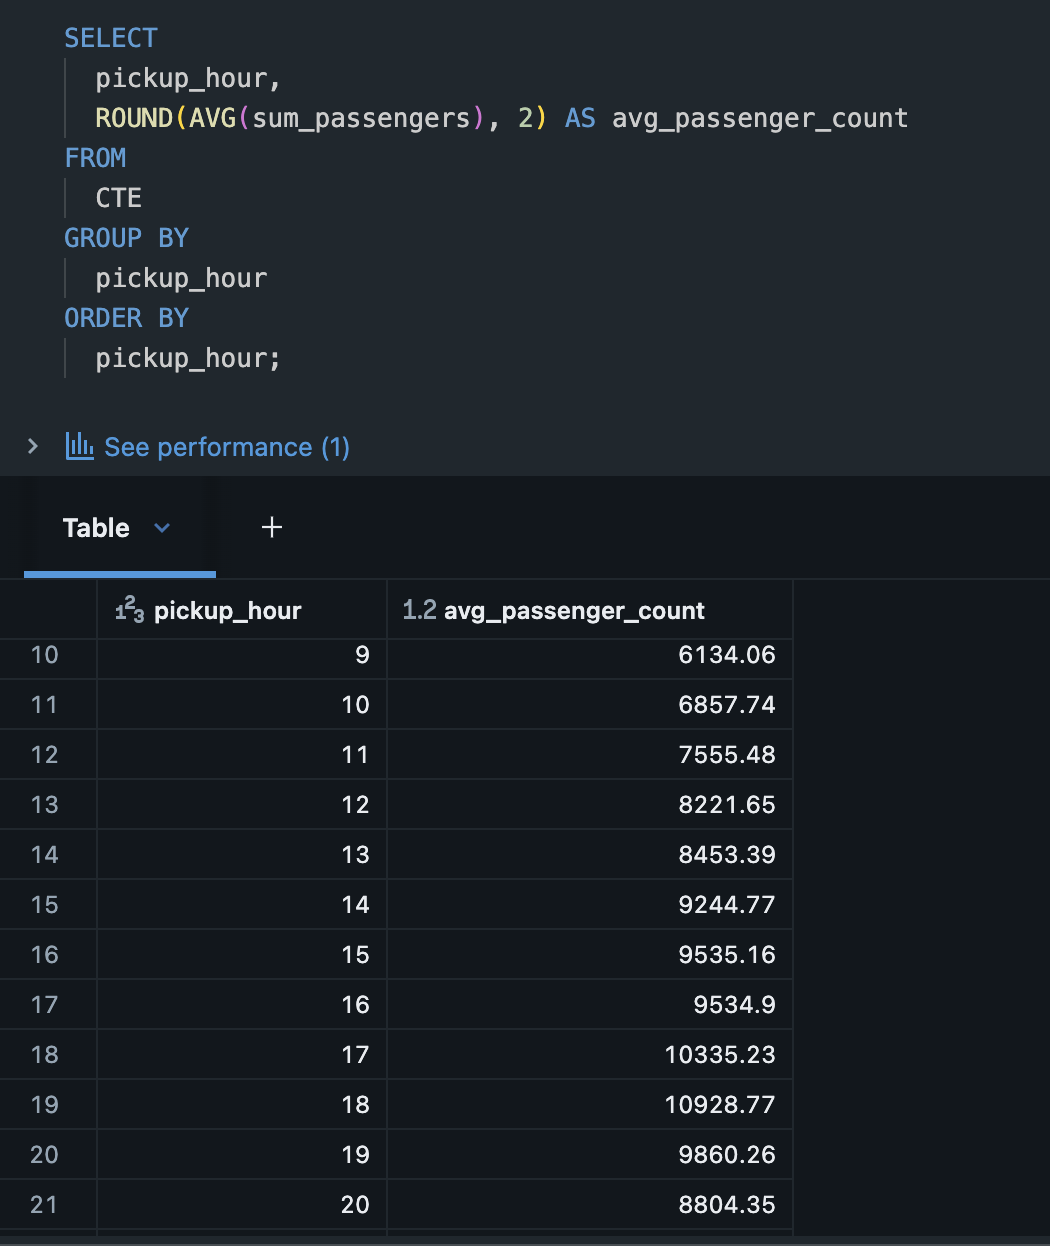 SELECT
pickup_hour,
ROUND(AVG(sum_passengers), 2) AS avg_passenger_count
FROM
CTE
GROUP BY
pickup_hour
ORDER BY
pickup_hour;
See performance (1)
Table +
123 pickup_hour 1.2 avg_passenger_count
10 9 6134.06
11 10 6857.74
12 11 7555.48
13 12 8221.65
14 13 8453.39
15 14 9244.77
16 15 9535.16
17 16 9534.9
18 17 10335.23
19 18 10928.77
20 19 9860.26
21 20 8804.35